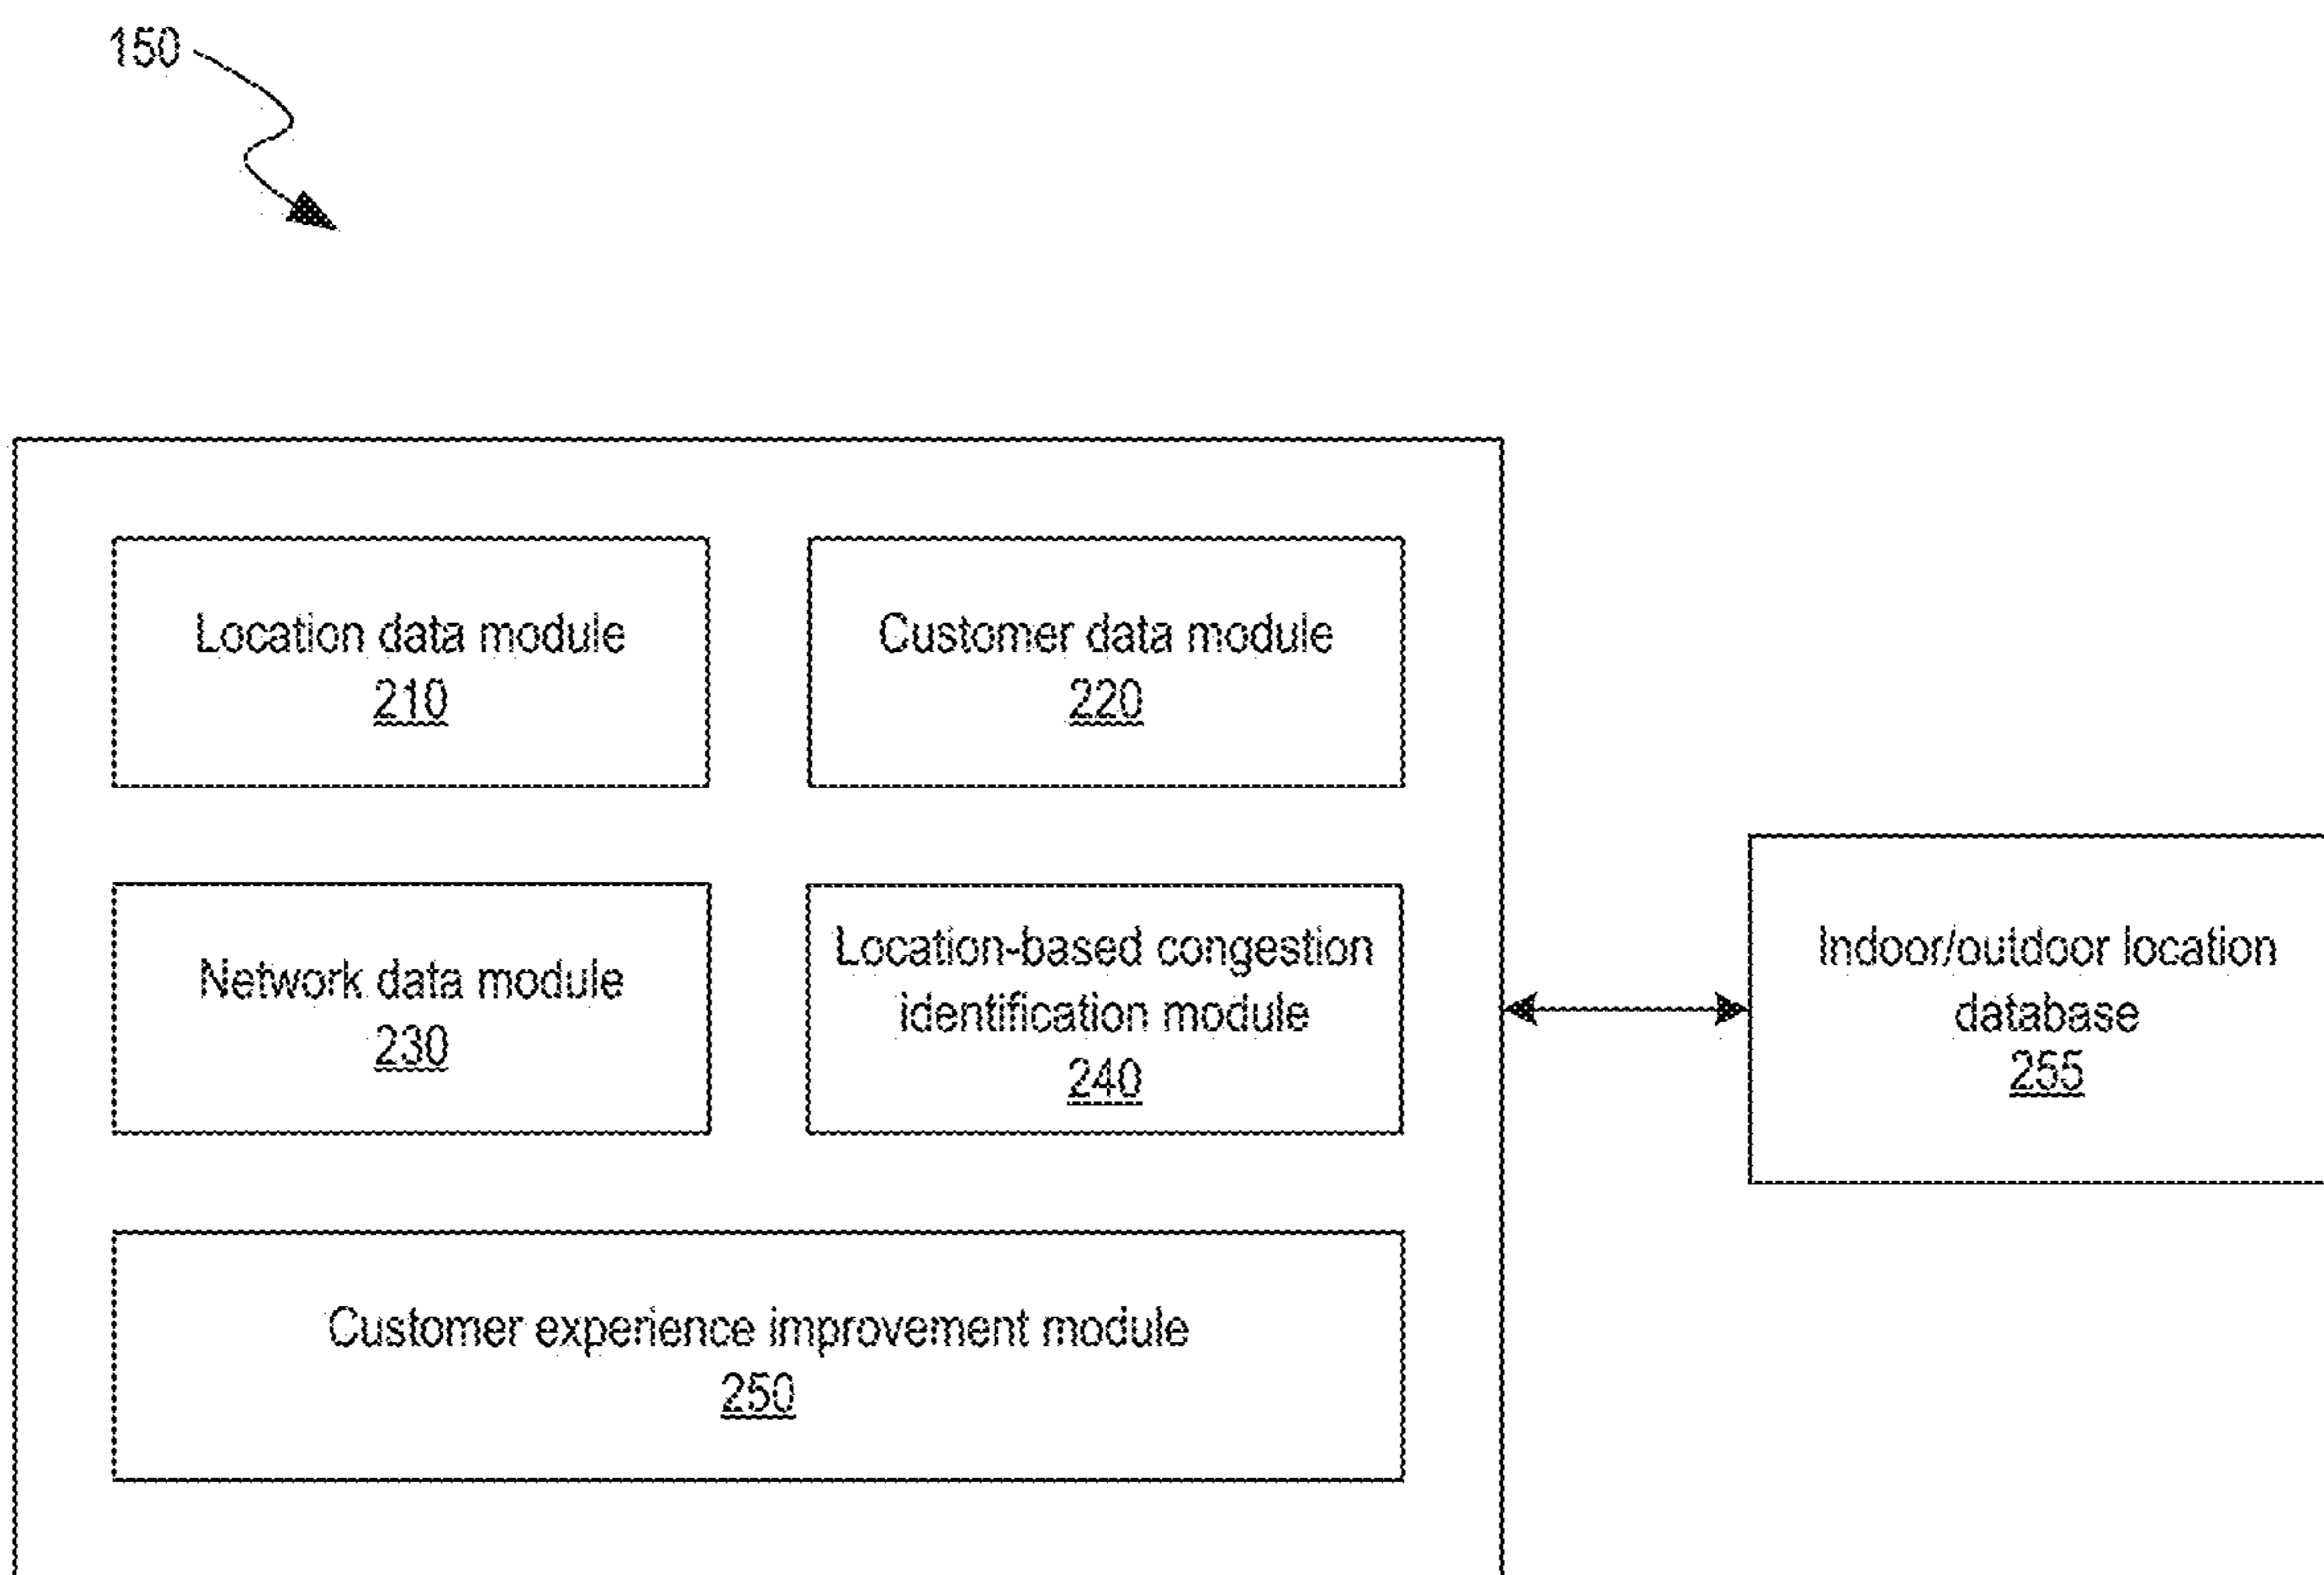 150
Location data module
210
Customer data module
220
Network data module
230
Location-based congestion
identification module
240
Indoor/outdoor location
database
255
Customer experience improvement module
250